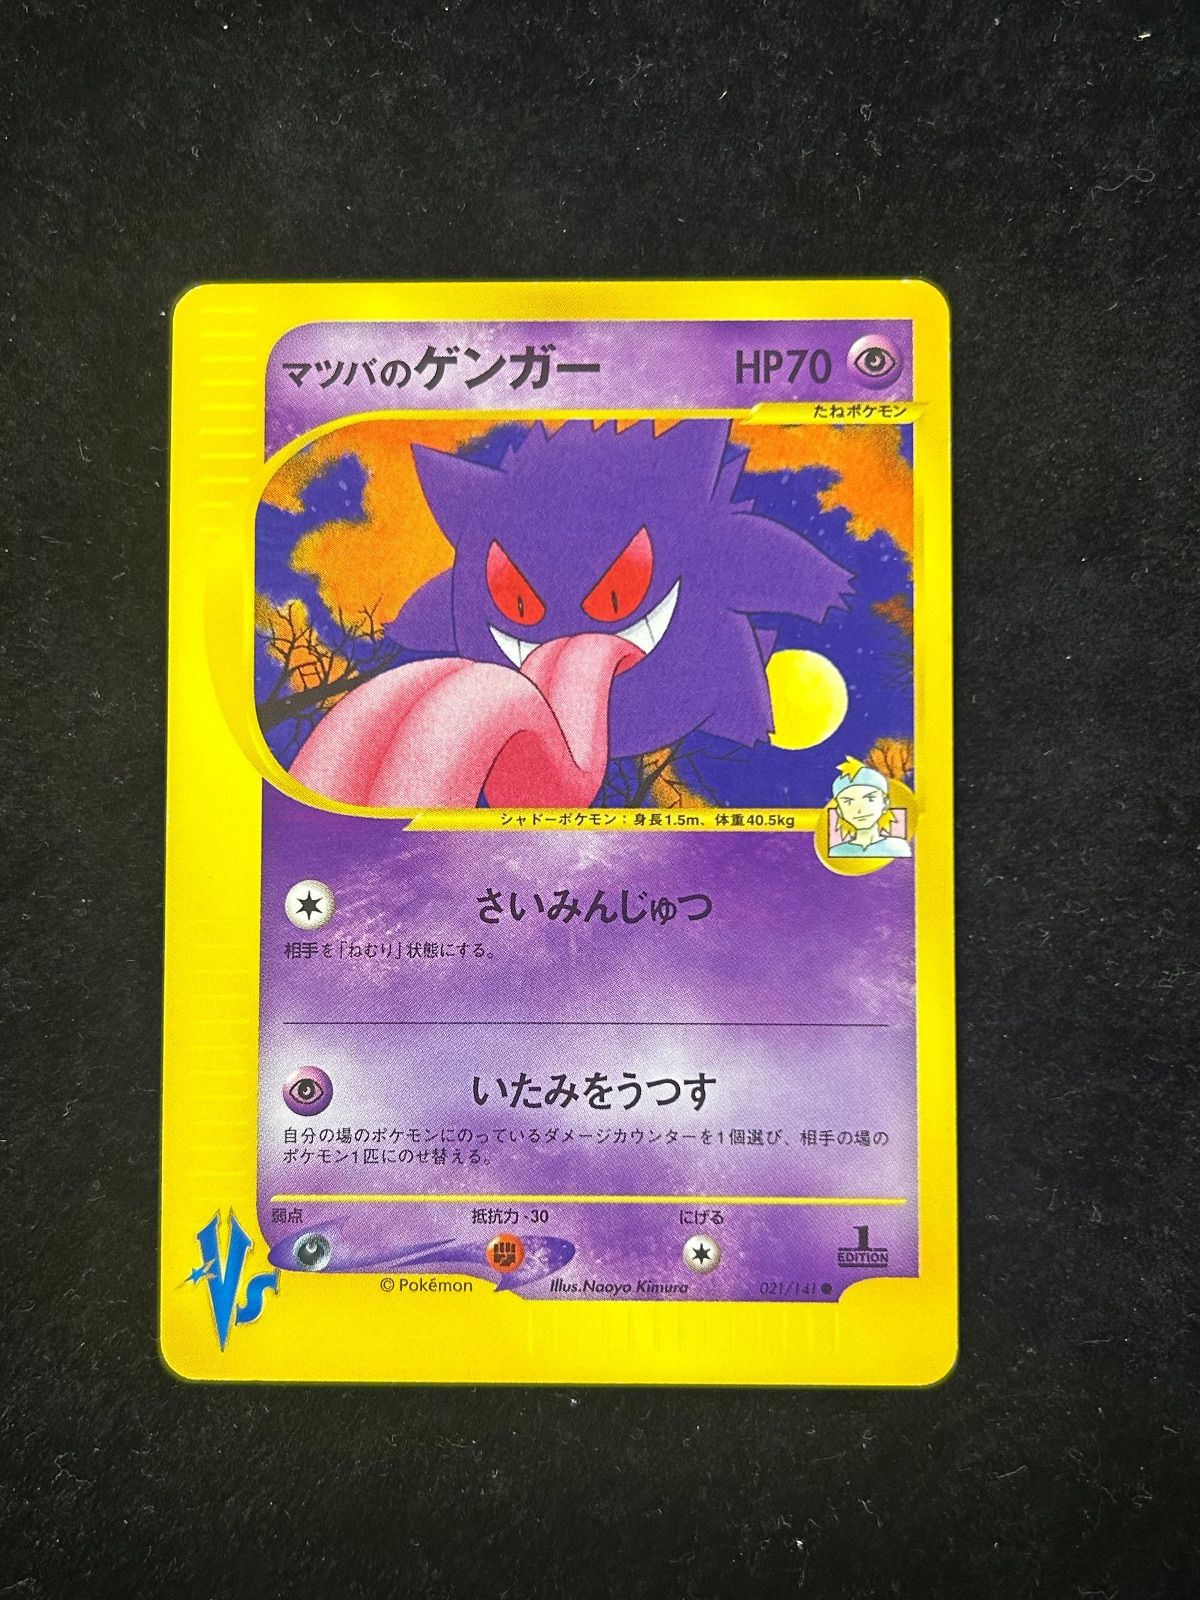 マツバのゲンガー HP70
たねポケモン
シャドーポケモン：身長1.5m、体重40.5kg
さいみんじゅつ
相手を「ねむり」状態にする。
いたみをうつす
自分の場のポケモンにのっているダメージカウンターを1個選び、相手の場の
ポケモン1匹にのせ替える。
弱点 抵抗力-30 にげる
1
EDITION
VS
©Pokémon Illus.Naoyo Kimura 021/141●